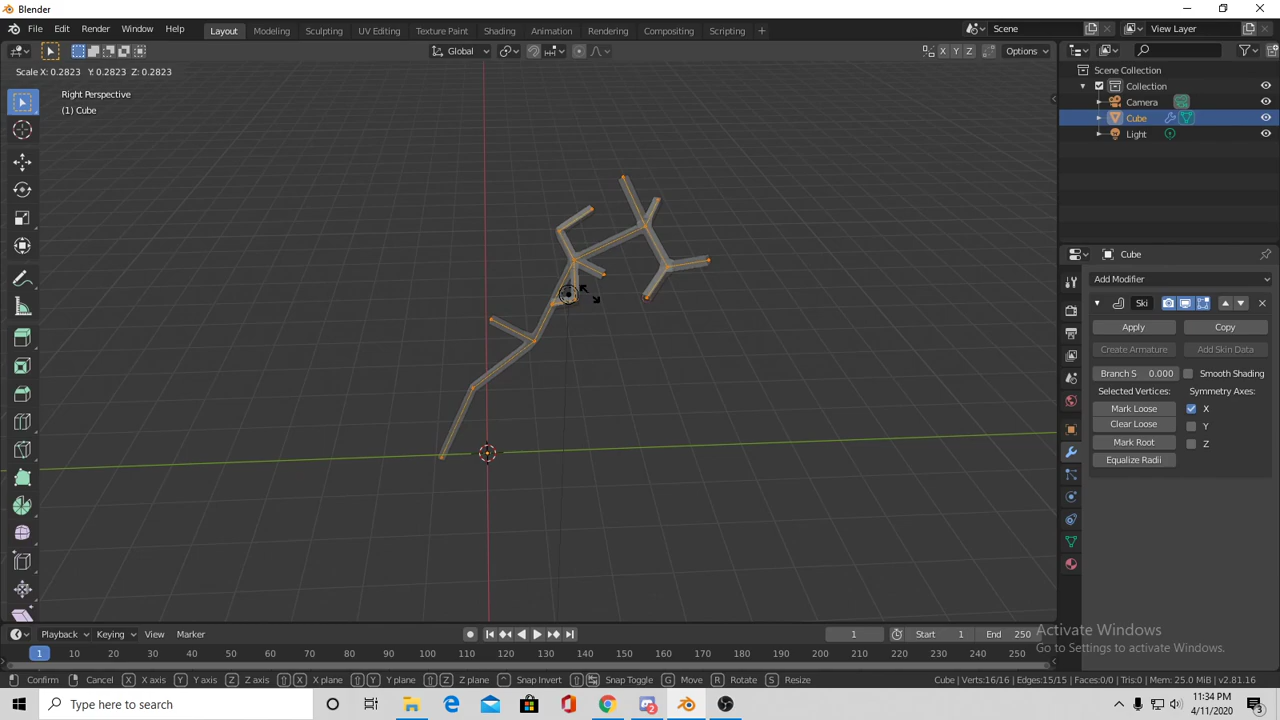 Blender
File Edit Render Window Help Layout Modeling Sculpting UV Editing Texture Paint Shading Animation Rendering Compositing Scripting + Scene View Layer
Global X Y Z Options
Scale X: 0.2823 Y: 0.2823 Z: 0.2823
Right Perspective
(1) Cube
Scene Collection
Collection
Camera
Cube
Light
Cube
Add Modifier
Ski
Apply Copy
Create Armature Add Skin Data
Branch S 0.000 Smooth Shading
Selected Vertices: Symmetry Axes:
Mark Loose X
Clear Loose Y
Mark Root Z
Equalize Radii
Playback Keying View Marker 1 Start 1 End 250
1 10 20 30 40 50 60 70 80 90 100 110 120 130 140 150 160 170 180 190 200 210 220 230 240 250
Activate Windows
Go to Settings to activate Windows.
Confirm Cancel X X axis Y Y axis Z Z axis X X plane Y Y plane Z Z plane Snap Invert Snap Toggle G Move R Rotate S Resize Cube | Verts:16/16 | Edges:15/15 | Faces:0/0 | Tris:0 | Mem: 25.0 MiB | v2.81.16
Type here to search
2
11:34 PM
4/11/2020
3